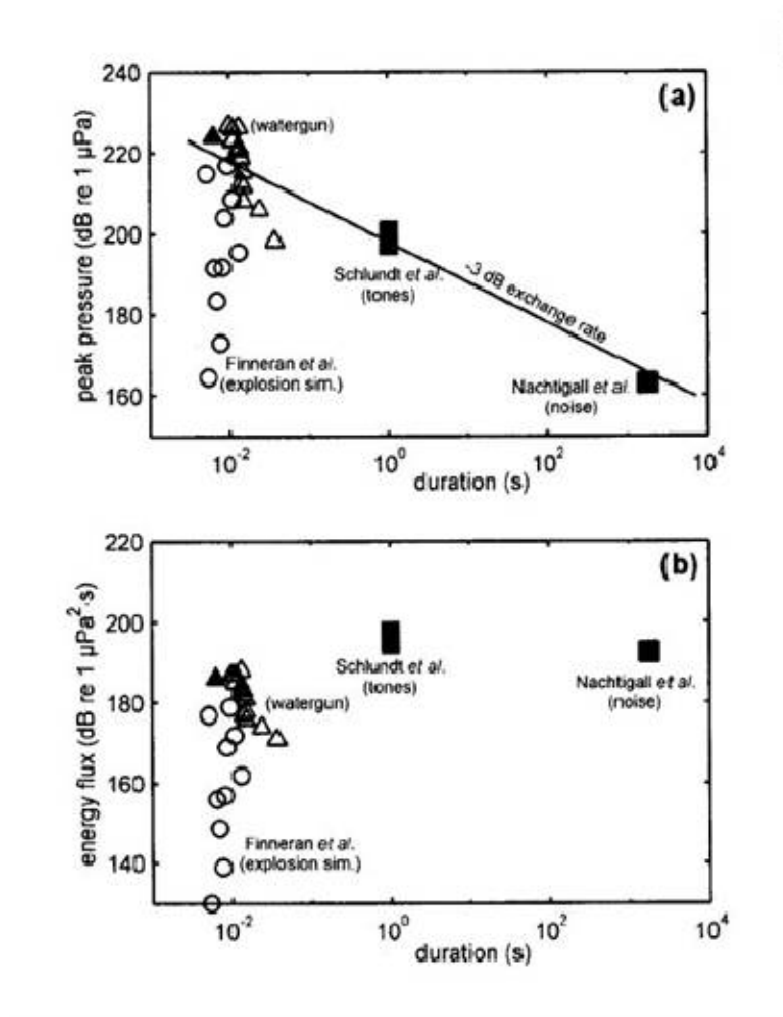 240
220
200
180
160
peak pressure (dB re 1 μPa)
(a)
(watergun)
Schlundt et al.
(tones)
-3 dB exchange rate
Finneran et al.
(explosion sim.)
Nachtigall et al.
(noise)
10⁻²
10⁰
10²
10⁴
duration (s)
220
200
180
160
140
energy flux (dB re 1 μPa²·s)
(b)
Schlundt et al.
(tones)
Nachtigall et al.
(noise)
(watergun)
Finneran et al.
(explosion sim.)
10⁻²
10⁰
10²
10⁴
duration (s)